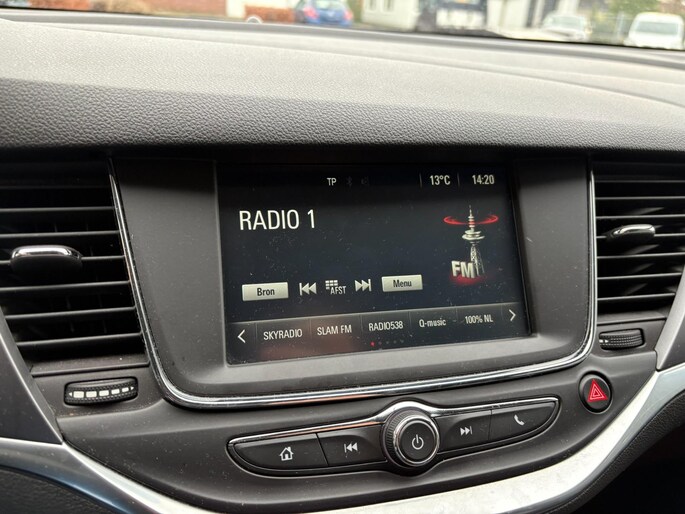 TP 13°C 14:20
RADIO 1
FM
Bron AFST Menu
SKYRADIO SLAM FM RADIO538 Q-music 100% NL